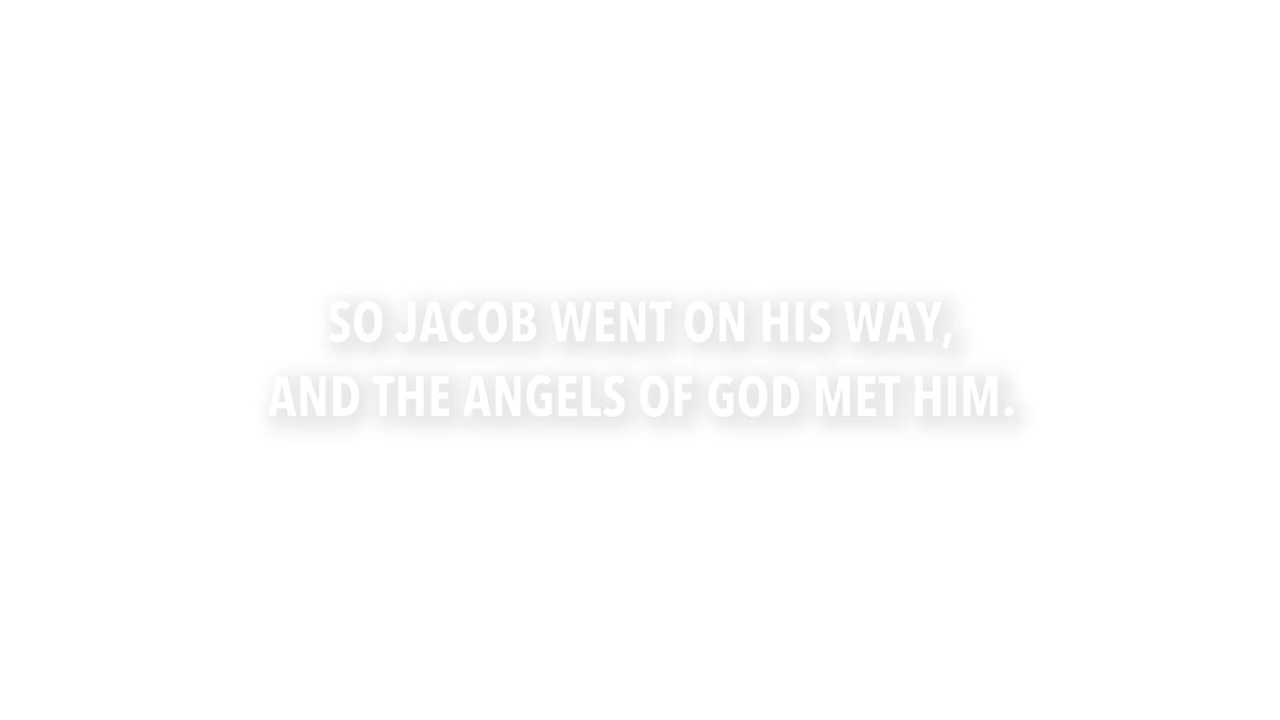 SO JACOB WENT ON HIS WAY,
AND THE ANGELS OF GOD MET HIM.